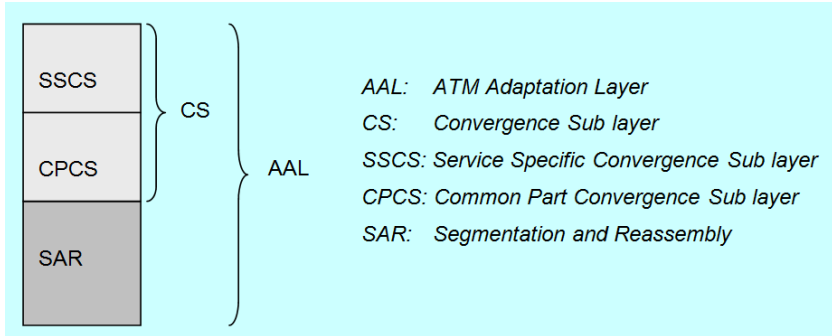 SSCS
CPCS
SAR
CS
AAL
AAL: ATM Adaptation Layer
CS: Convergence Sub layer
SSCS: Service Specific Convergence Sub layer
CPCS: Common Part Convergence Sub layer
SAR: Segmentation and Reassembly